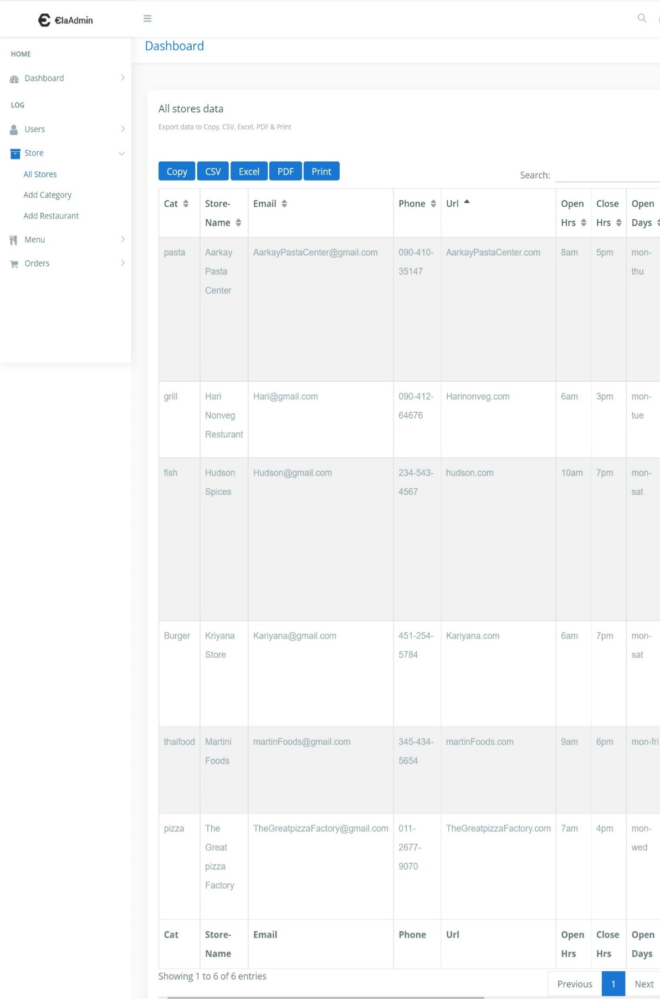 ЄlaAdmin
Dashboard
HOME
Dashboard
LOG
Users
Store
All Stores
Add Category
Add Restaurant
Menu
Orders
All stores data
Export data to Copy, CSV, Excel, PDF & Print
Copy CSV Excel PDF Print
Search:
Cat Store- Email Phone Url Open Close Open
Name Hrs Hrs Days
pasta Aarkay AarkayPastaCenter@gmail.com 090-410- AarkayPastaCenter.com 8am 5pm mon-
Pasta 35147 thu
Center
grill Hari Hari@gmail.com 090-412- Harinonveg.com 6am 3pm mon-
Nonveg 64676 tue
Resturant
fish Hudson Hudson@gmail.com 234-543- hudson.com 10am 7pm mon-
Spices 4567 sat
Burger Kriyana Kariyana@gmail.com 451-254- Kariyana.com 6am 7pm mon-
Store 5784 sat
thaifood Martini martinFoods@gmail.com 345-434- martinFoods.com 9am 6pm mon-fri
Foods 5654
pizza The TheGreatpizzaFactory@gmail.com 011- TheGreatpizzaFactory.com 7am 4pm mon-
Great 2677- wed
pizza 9070
Factory
Cat Store- Email Phone Url Open Close Open
Name Hrs Hrs Days
Showing 1 to 6 of 6 entries
Previous 1 Next